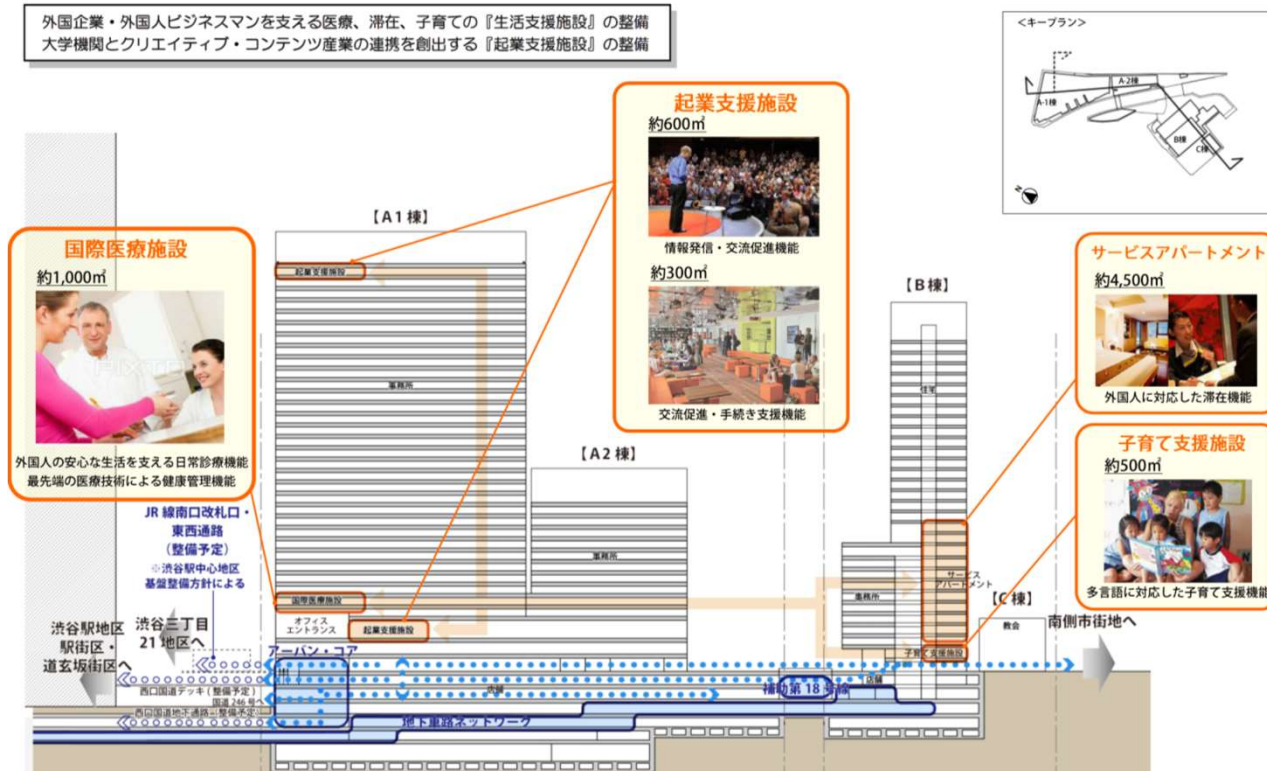 外国企業・外国人ビジネスマンを支える医療、滞在、子育ての『生活支援施設』の整備
大学機関とクリエイティブ・コンテンツ産業の連携を創出する『起業支援施設』の整備
<キープラン>
A-1棟
A-2棟
B棟
C棟
N
起業支援施設
約600㎡
情報発信・交流促進機能
約300㎡
交流促進・手続き支援機能
国際医療施設
約1,000㎡
PIXTA
外国人の安心な生活を支える日常診療機能
最先端の医療技術による健康管理機能
サービスアパートメント
約4,500㎡
外国人に対応した滞在機能
子育て支援施設
約500㎡
多言語に対応した子育て支援機能
【A1棟】
起業支援施設
事務所
国際医療施設
オフィス
エントランス
起業支援施設
【A2棟】
事務所
【B棟】
住宅
サービス
アパートメント
事務所
子育て支援施設
店舗
【C棟】
教会
南側市街地へ
JR線南口改札口・
東西通路
(整備予定)
※渋谷駅中心地区
基盤整備方針による
渋谷三丁目
21地区へ
渋谷駅地区
駅街区・
道玄坂街区へ
アーバン・コア
西口国道デッキ(整備予定)
国道246号
店舗
補助第18号線
西口国道地下通路(整備予定)
地下車路ネットワーク